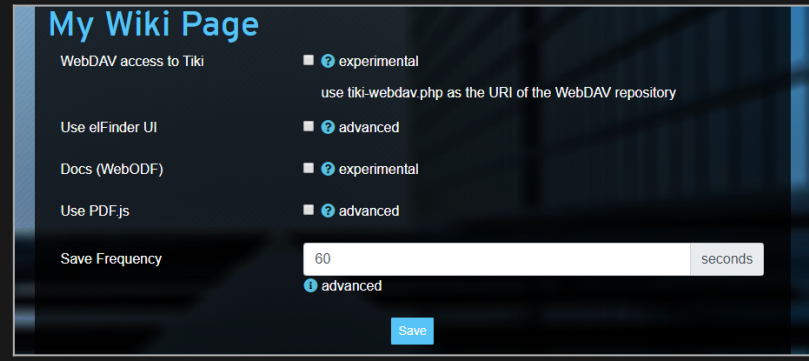 My Wiki Page
WebDAV access to Tiki experimental
use tiki-webdav.php as the URI of the WebDAV repository
Use elFinder UI advanced
Docs (WebODF) experimental
Use PDF.js advanced
Save Frequency 60 seconds
advanced
Save